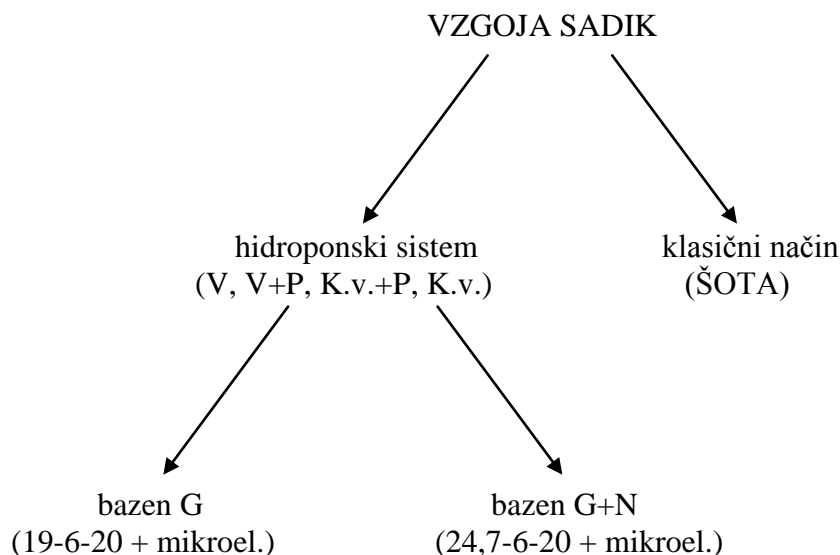 VZGOJA SADIK
hidroponski sistem
(V, V+P, K.v.+P, K.v.)
klasični način
(ŠOTA)
bazen G
(19-6-20 + mikroel.)
bazen G+N
(24,7-6-20 + mikroel.)